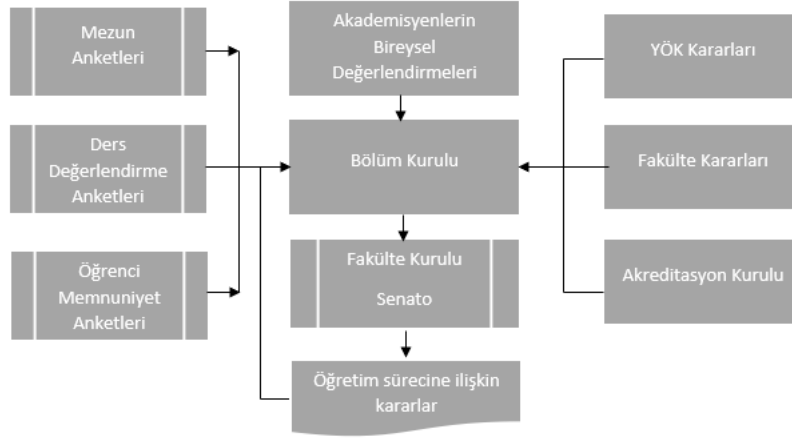 Mezun
Anketleri
Ders
Değerlendirme
Anketleri
Öğrenci
Memnuniyet
Anketleri
Akademisyenlerin
Bireysel
Değerlendirmeleri
Bölüm Kurulu
Fakülte Kurulu
Senato
Öğretim sürecine ilişkin
kararlar
YÖK Kararları
Fakülte Kararları
Akreditasyon Kurulu